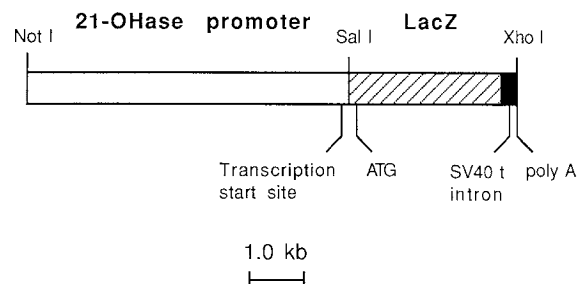 21-OHase promoter LacZ
Not I Sal I Xho I
Transcription start site
ATG
SV40 t intron
poly A
1.0 kb